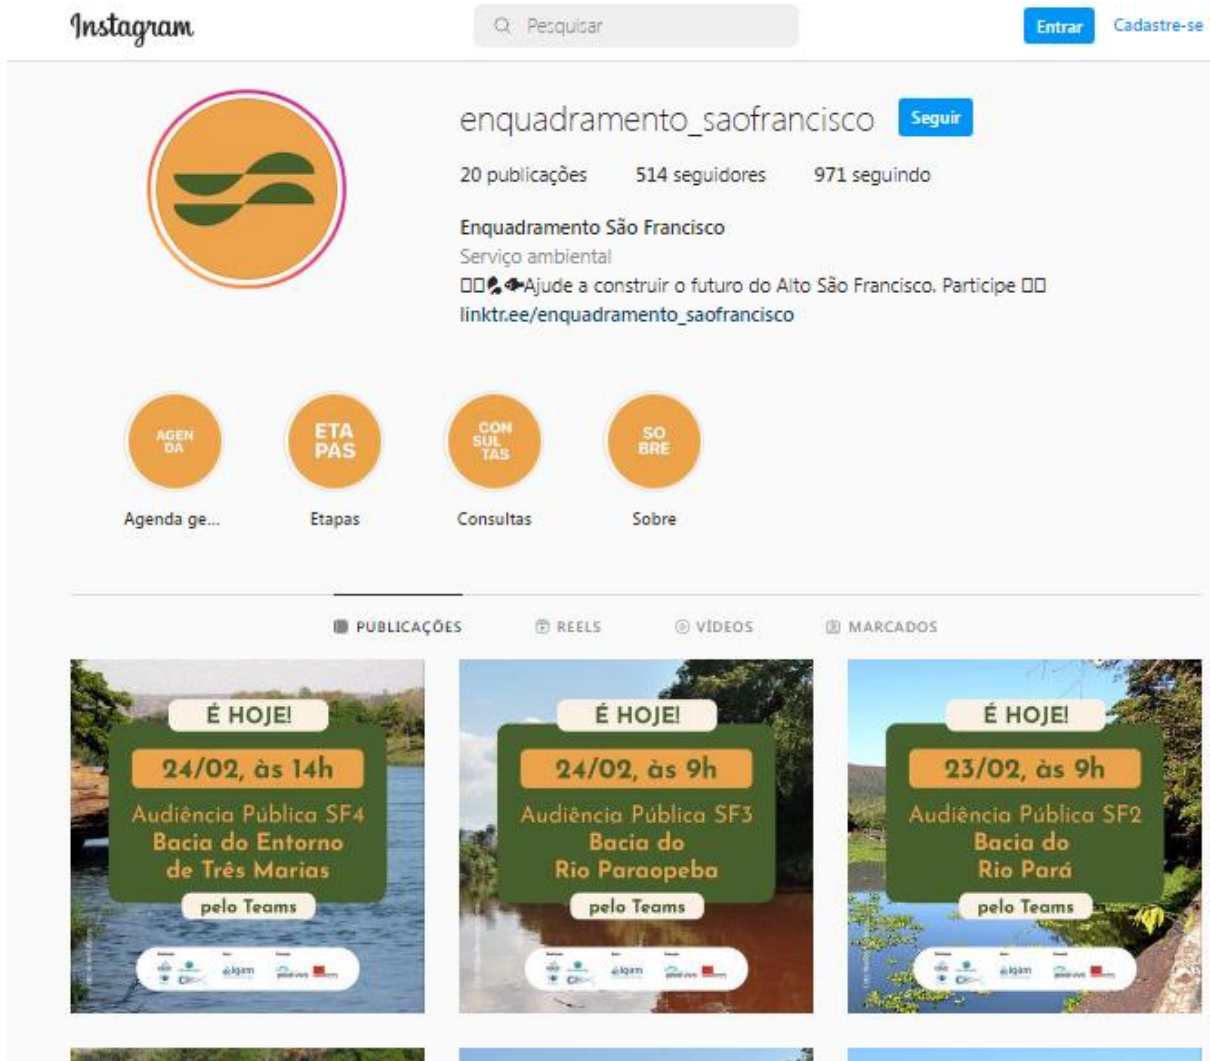 Instagram
Pesquisar
Entrar
Cadastre-se
enquadramento_saofrancisco
Seguir
20 publicações
514 seguidores
971 seguindo
Enquadramento São Francisco
Serviço ambiental
Ajude a construir o futuro do Alto São Francisco. Participe
linktr.ee/enquadramento_saofrancisco
AGEN
DA
ETA
PAS
CON
SUL
TAS
SO
BRE
Agenda ge...
Etapas
Consultas
Sobre
PUBLICAÇÕES
REELS
VÍDEOS
MARCADOS
É HOJE!
24/02, às 14h
Audiência Pública SF4
Bacia do Entorno
de Três Marias
pelo Teams
igam
É HOJE!
24/02, às 9h
Audiência Pública SF3
Bacia do
Rio Paraopeba
pelo Teams
igam
É HOJE!
23/02, às 9h
Audiência Pública SF2
Bacia do
Rio Pará
pelo Teams
igam